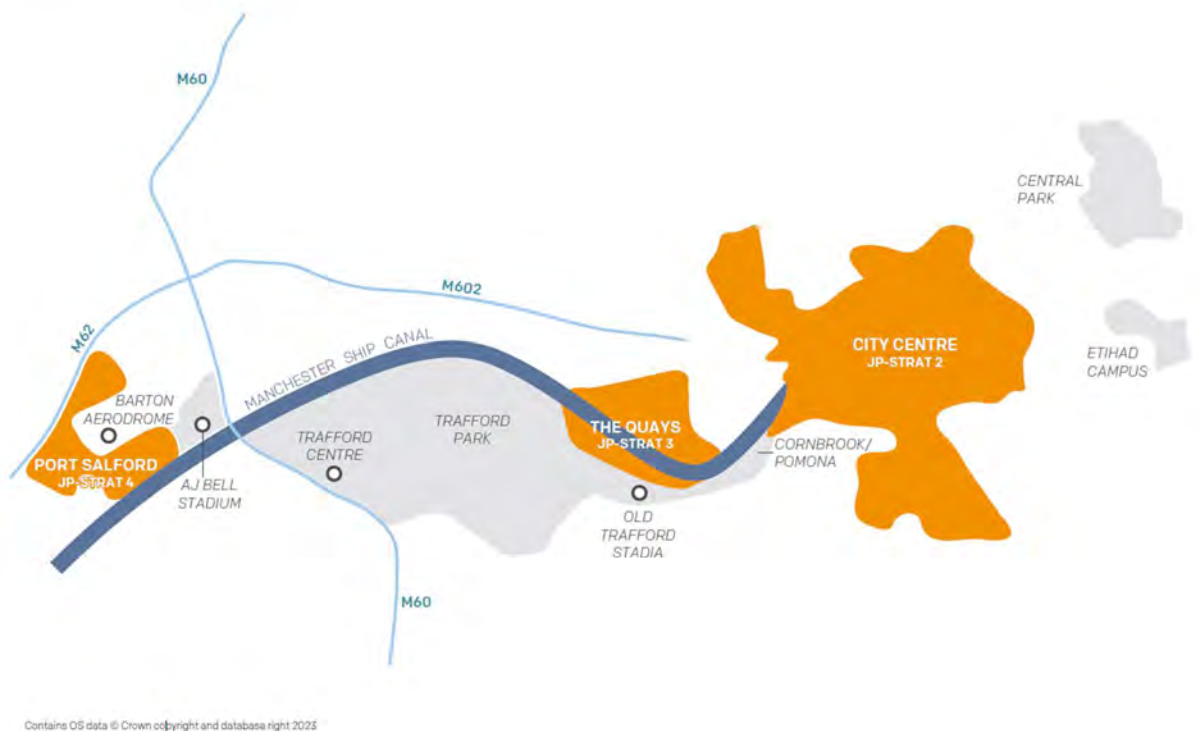 M60
CENTRAL
PARK
M602
M62
MANCHESTER SHIP CANAL
CITY CENTRE
JP-STRAT 2
ETIHAD
CAMPUS
BARTON
AERODROME
TRAFFORD
PARK
THE QUAYS
JP-STRAT 3
TRAFFORD
CENTRE
CORNBROOK/
POMONA
PORT SALFORD
JP-STRAT 4
AJ BELL
STADIUM
OLD
TRAFFORD
STADIA
M60
Contains OS data © Crown copyright and database right 2023